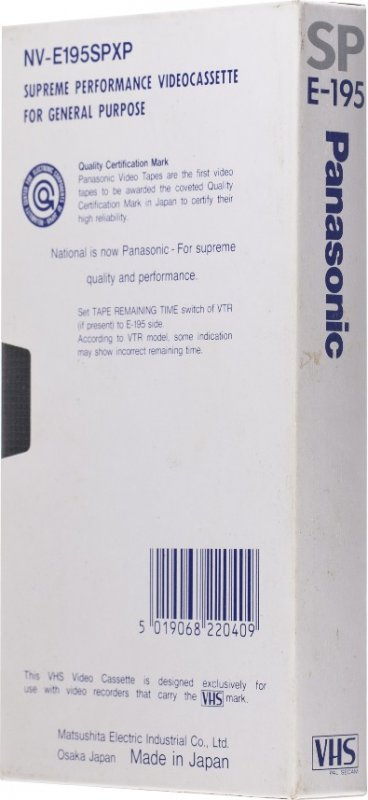 NV-E195SPXP
SUPREME PERFORMANCE VIDEOCASSETTE
FOR GENERAL PURPOSE
Quality Certification Mark
Panasonic Video Tapes are the first video
tapes to be awarded the coveted Quality
Certification Mark in Japan to certify their
high reliability.
National is now Panasonic - For supreme
quality and performance.
Set TAPE REMAINING TIME switch of VTR
(if present) to E-195 side.
According to VTR model, some indication
may show incorrect remaining time.
5 019068 220409
This VHS Video Cassette is designed exclusively for
use with video recorders that carry the VHS mark.
Matsushita Electric Industrial Co., Ltd.
Osaka Japan Made in Japan
SP
E-195
Panasonic
VHS
PAL SECAM